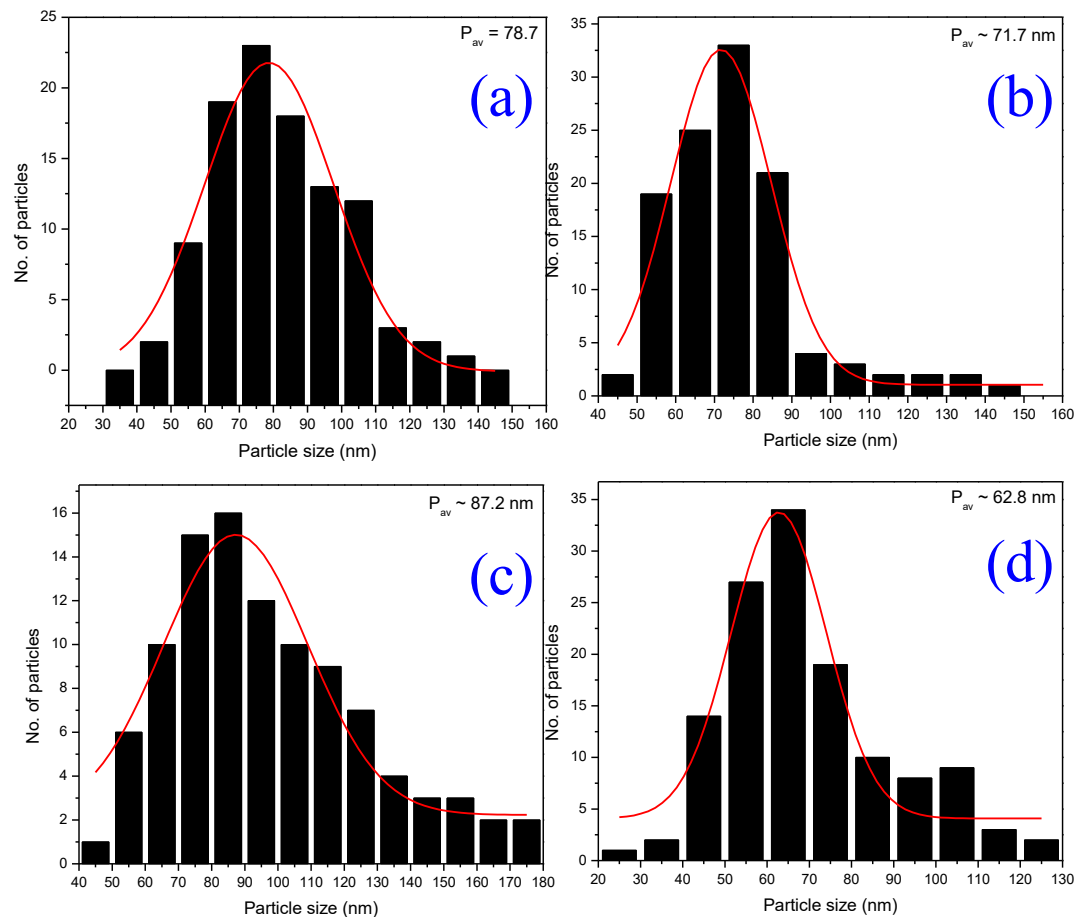 P_av = 78.7
(a)
No. of particles
25
20
15
10
5
0
20 30 40 50 60 70 80 90 100 110 120 130 140 150 160
Particle size (nm)
P_av ~ 71.7 nm
(b)
No. of particles
35
30
25
20
15
10
5
0
40 50 60 70 80 90 100 110 120 130 140 150 160
Particle size (nm)
P_av ~ 87.2 nm
(c)
No. of particles
16
14
12
10
8
6
4
2
0
40 50 60 70 80 90 100 110 120 130 140 150 160 170 180
Particle size (nm)
P_av ~ 62.8 nm
(d)
No. of particles
35
30
25
20
15
10
5
0
20 30 40 50 60 70 80 90 100 110 120 130
Particle size (nm)